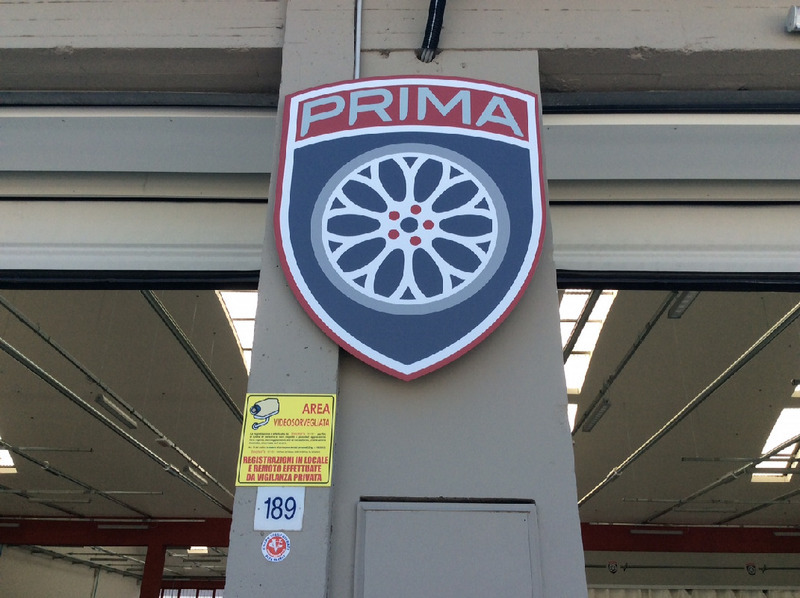 PRIMA
AREA
VIDEOSORVEGLIATA
REGISTRAZIONI IN LOCALE
E REMOTO EFFETTUATE
DA VIGILANZA PRIVATA
189